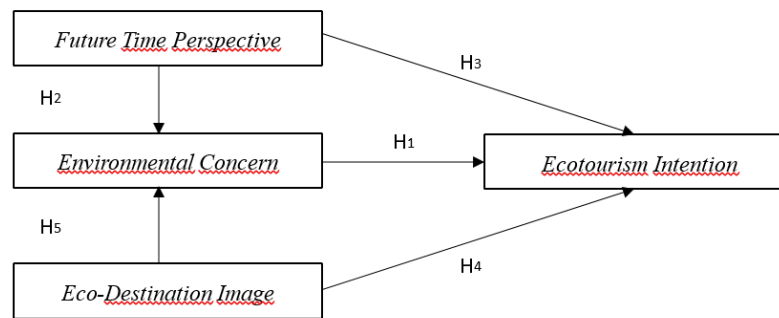 Future Time Perspective
H3
H2
Environmental Concern
H1
Ecotourism Intention
H5
H4
Eco-Destination Image